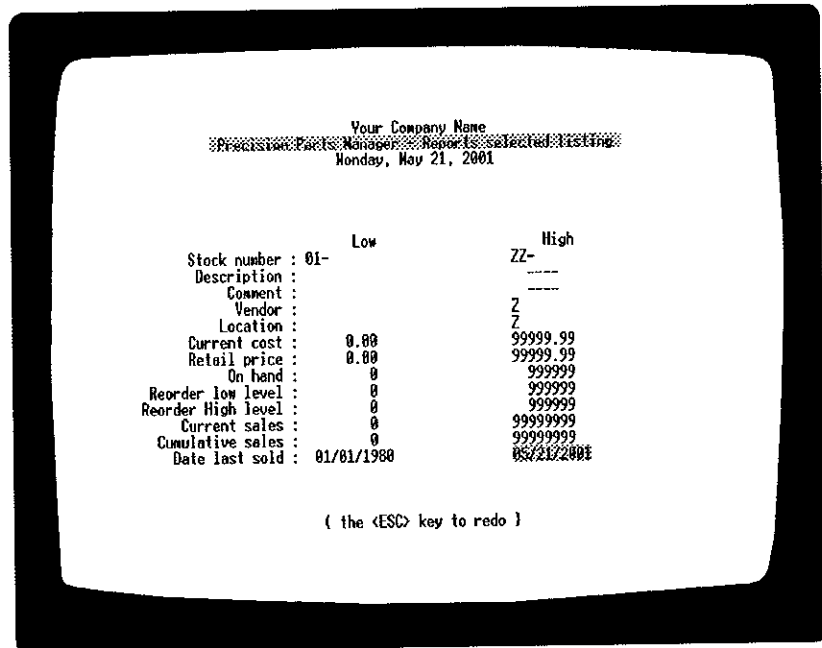 Your Company Name
Precision Parts Manager - Reports selected listing
Monday, May 21, 2001
Low High
Stock number : 01- ZZ-
Description : ----
Comment : ----
Vendor : Z
Location : Z
Current cost : 0.00 99999.99
Retail price : 0.00 99999.99
On hand : 0 999999
Reorder low level : 0 999999
Reorder High level : 0 999999
Current sales : 0 99999999
Cumulative sales : 0 99999999
Date last sold : 01/01/1980 05/21/2001
{ the <ESC> key to redo }